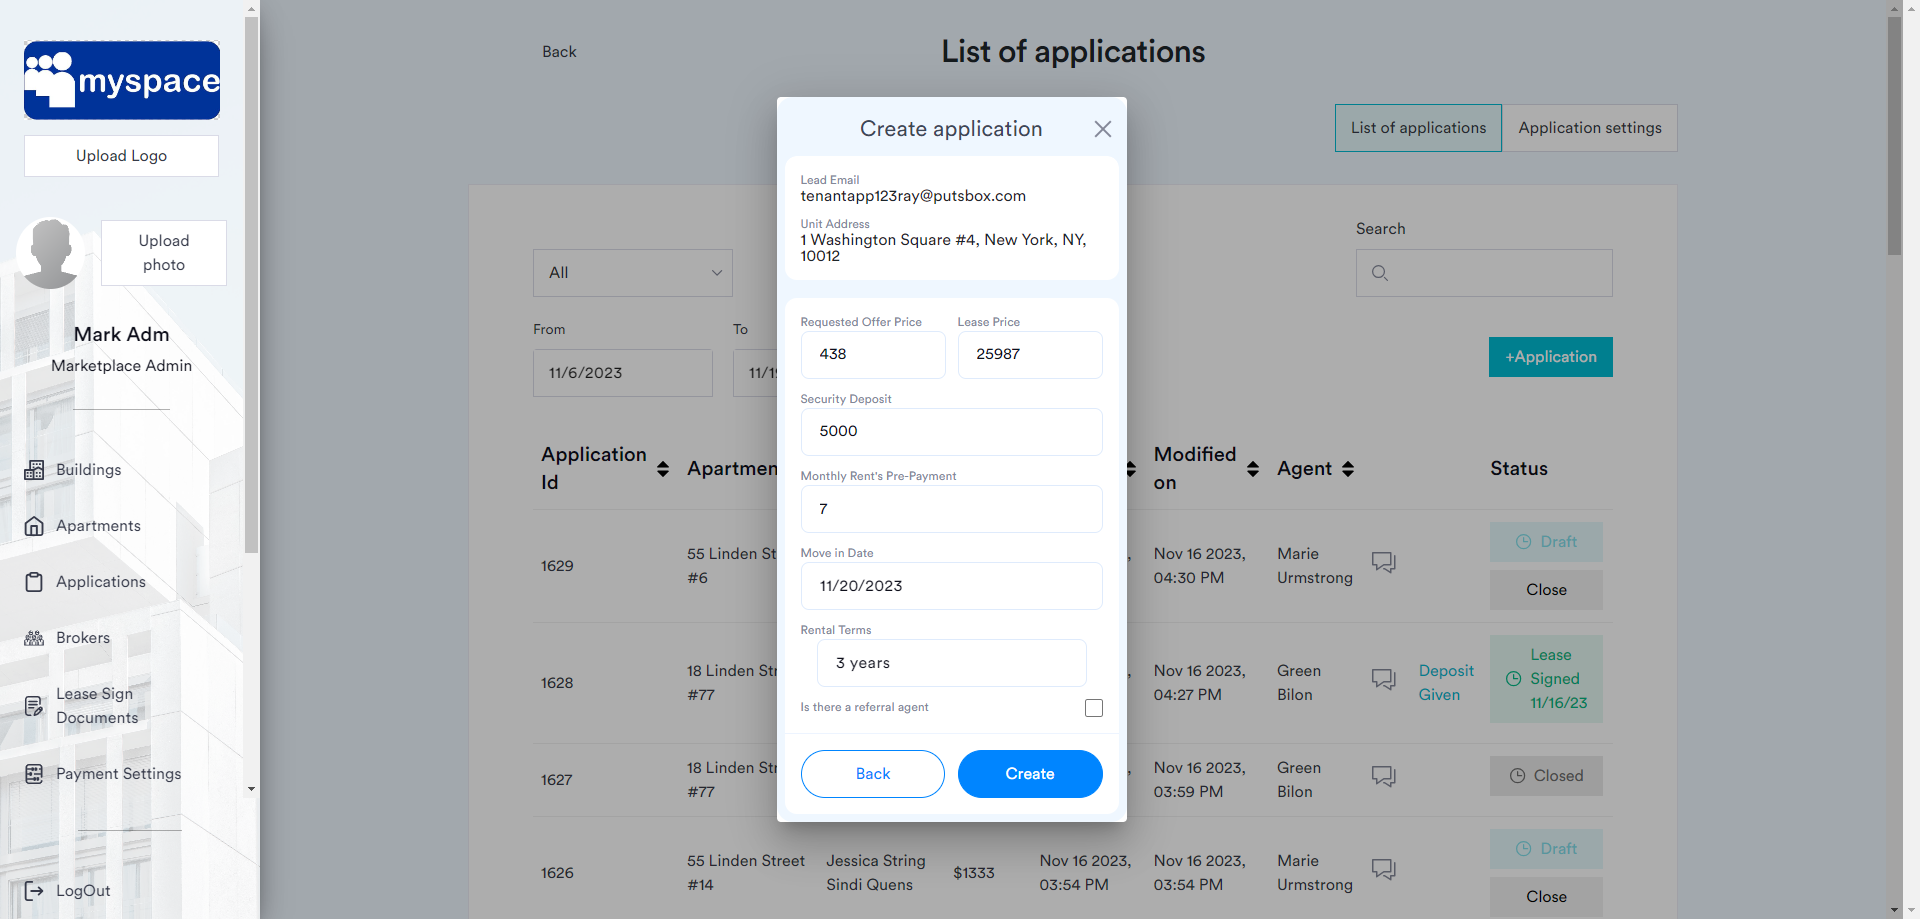 myspace
Upload Logo
Upload
photo
Mark Adm
Marketplace Admin
Buildings
Apartments
Applications
Brokers
Lease Sign
Documents
Payment Settings
LogOut
Back
List of applications
List of applications
Application settings
All
Search
From
To
11/6/2023
11/1
+Application
Application
Id
Apartmen
Modified
on
Agent
Status
1629
55 Linden St
#6
Nov 16 2023,
04:30 PM
Marie
Urmstrong
Draft
Close
1628
18 Linden Str
#77
Nov 16 2023,
04:27 PM
Green
Bilon
Deposit
Given
Lease
Signed
11/16/23
1627
18 Linden Str
#77
Nov 16 2023,
03:59 PM
Green
Bilon
Closed
1626
55 Linden Street
#14
Jessica String
Sindi Quens
$1333
Nov 16 2023,
03:54 PM
Nov 16 2023,
03:54 PM
Marie
Urmstrong
Draft
Close
Create application
Lead Email
tenantapp123ray@putsbox.com
Unit Address
1 Washington Square #4, New York, NY,
10012
Requested Offer Price
Lease Price
438
25987
Security Deposit
5000
Monthly Rent's Pre-Payment
7
Move in Date
11/20/2023
Rental Terms
3 years
Is there a referral agent
Back
Create